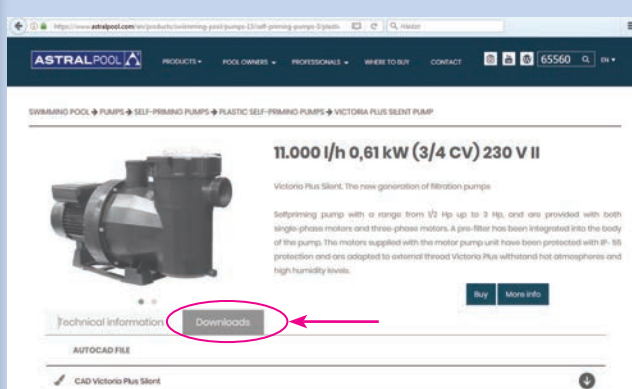 https://www.astralpool.com/en/products/swimming-pool/pumps-13/self-priming-pumps-2/plastic
Hledat
ASTRALPOOL
PRODUCTS
POOL OWNERS
PROFESSIONALS
WHERE TO BUY
CONTACT
65560
EN
SWIMMING POOL → PUMPS → SELF-PRIMING PUMPS → PLASTIC SELF-PRIMING PUMPS → VICTORIA PLUS SILENT PUMP
11.000 l/h 0,61 kW (3/4 CV) 230 V II
Victoria Plus Silent. The new generation of filtration pumps
Selfpriming pump with a range from 1/2 Hp up to 3 Hp, and are provided with both
single-phase motors and three-phase motors. A pre-filter has been integrated into the body
of the pump. The motors supplied with the motor pump unit have been protected with IP- 55
protection and are adapted to external thread Victoria Plus withstand hot atmospheres and
high humidity levels.
Buy
More info
Technical information
Downloads
AUTOCAD FILE
CAD Victoria Plus Silent